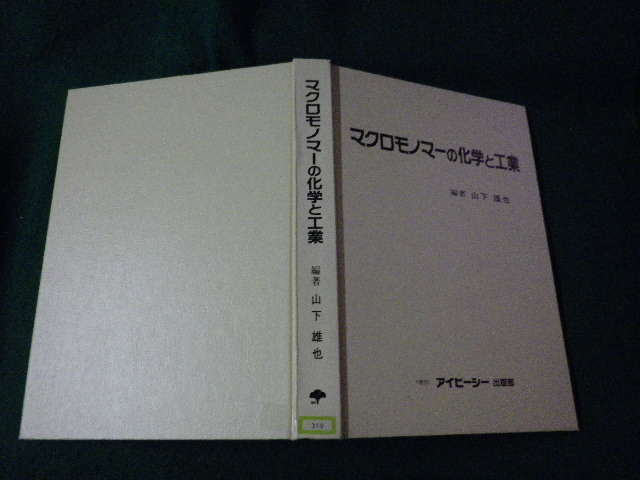 マクロモノマーの化学と工業
編著 山下 雄也
アイピーシー 出版部
マクロモノマーの化学と工業
編著 山下雄也
310